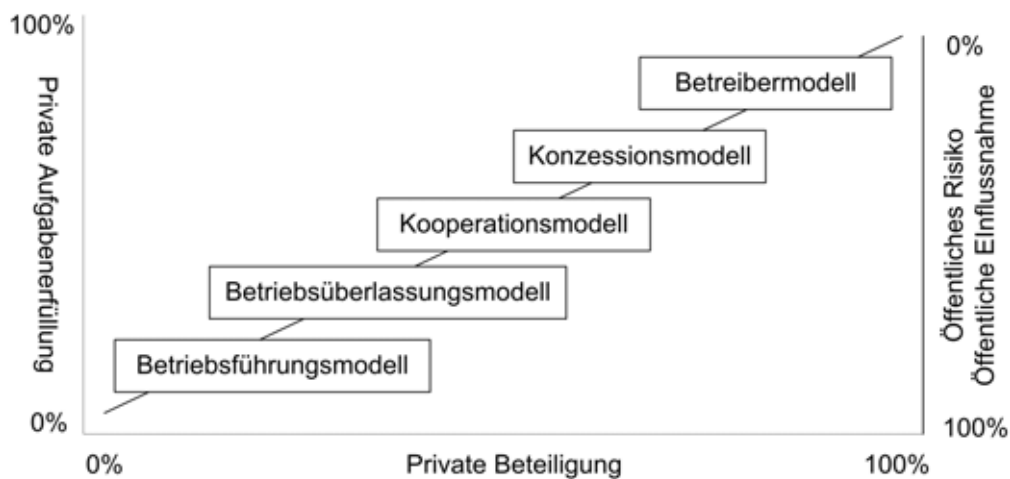 100%
0%
Betreibermodell
Konzessionsmodell
Kooperationsmodell
Betriebsüberlassungsmodell
Betriebsführungsmodell
Private Aufgabenerfüllung
Öffentliches Risiko
Öffentliche EInflussnahme
0%
100%
0%
Private Beteiligung
100%